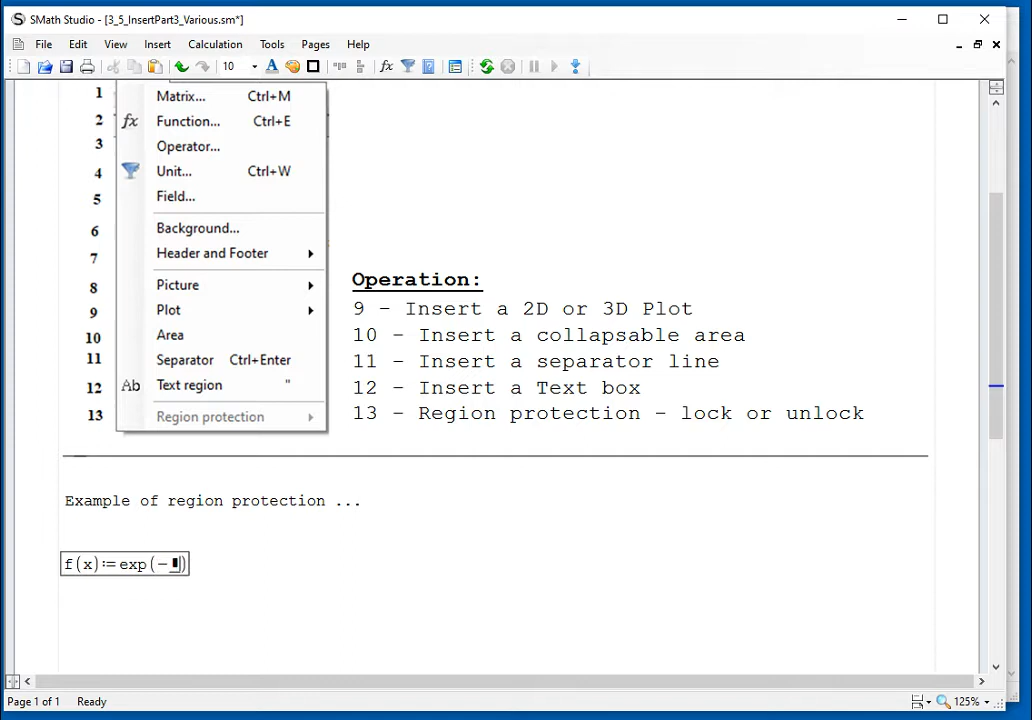 SMath Studio - [3_5_InsertPart3_Various.sm*]
File Edit View Insert Calculation Tools Pages Help
10 A fx
1 Matrix... Ctrl+M
2 fx Function... Ctrl+E
3 Operator...
4 Unit... Ctrl+W
5 Field...
6 Background...
7 Header and Footer
8 Picture
9 Plot
10 Area
11 Separator Ctrl+Enter
12 Ab Text region "
13 Region protection
Operation:
9 - Insert a 2D or 3D Plot
10 - Insert a collapsable area
11 - Insert a separator line
12 - Insert a Text box
13 - Region protection - lock or unlock
Example of region protection ...
f(x):=exp(-▮)
Page 1 of 1 Ready 125%